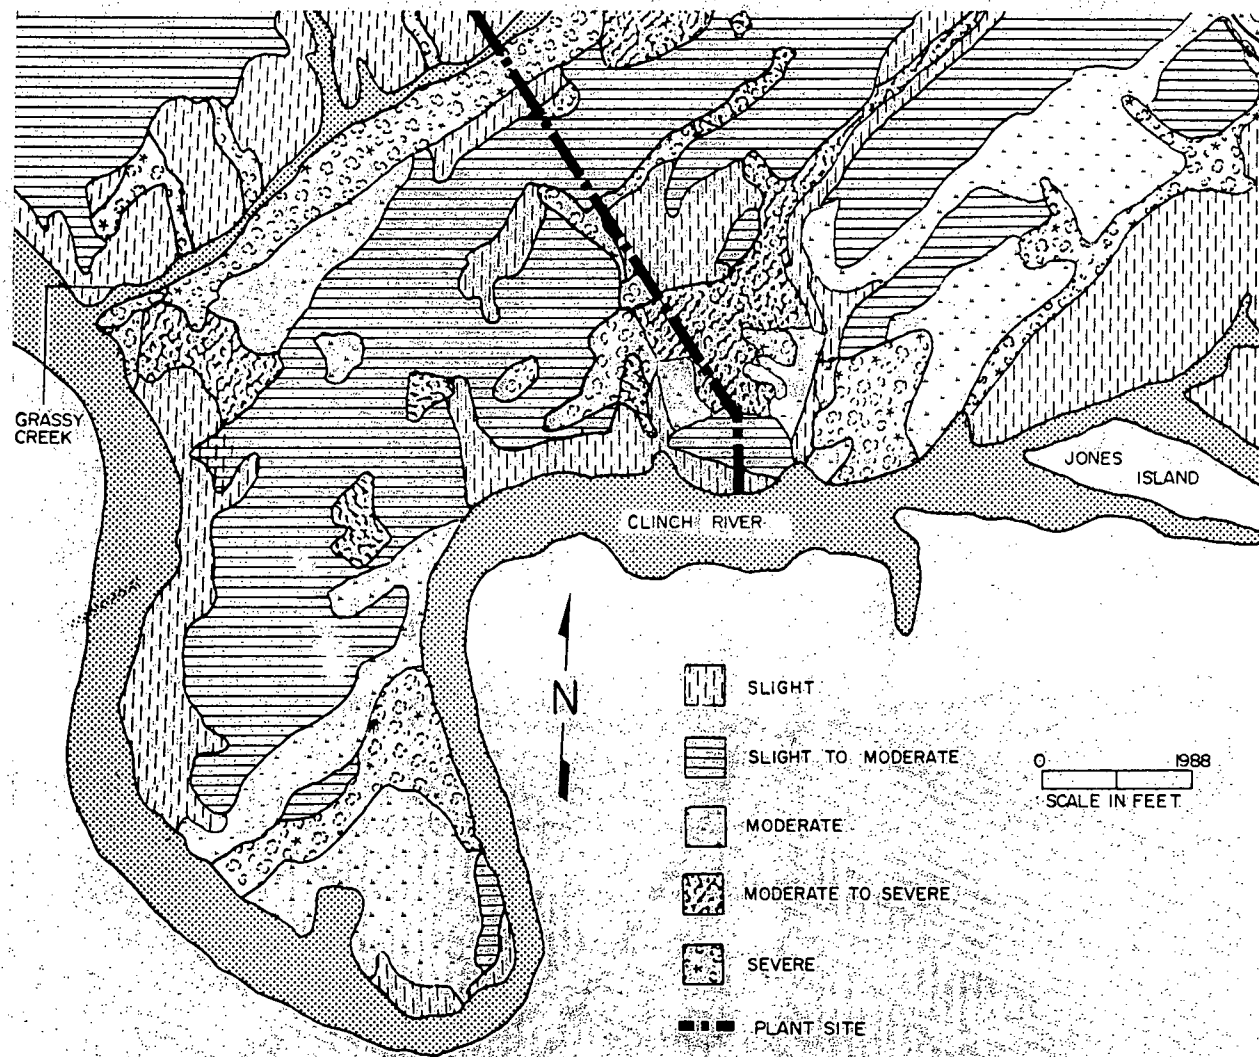 GRASSY
CREEK
JONES
ISLAND
CLINCH RIVER
N
SLIGHT
SLIGHT TO MODERATE
MODERATE
MODERATE TO SEVERE
SEVERE
PLANT SITE
0 1988
SCALE IN FEET